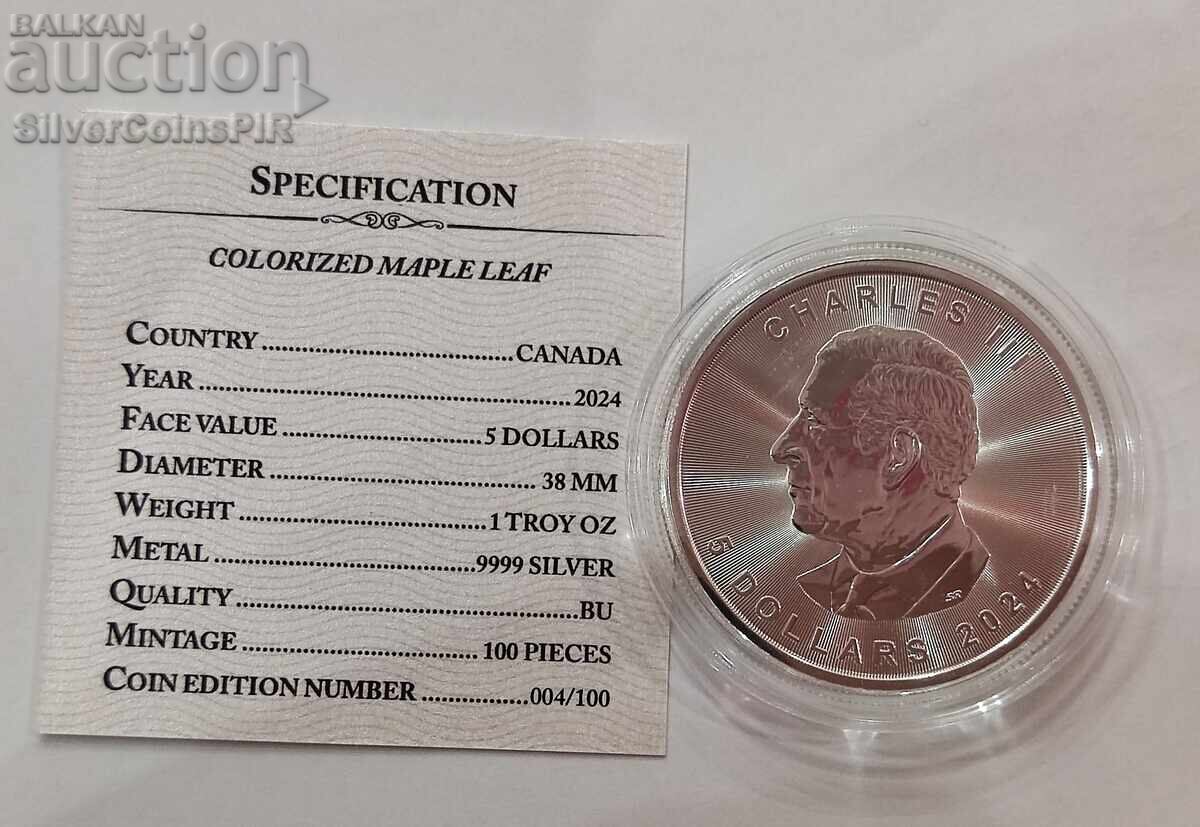 BALKAN
auction
SilverCoinsPIR
SPECIFICATION
COLORIZED MAPLE LEAF
COUNTRY ........................................ CANADA
YEAR ............................................................ 2024
FACE VALUE ................................ 5 DOLLARS
DIAMETER .......................................... 38 MM
WEIGHT ....................................... 1 TROY OZ
METAL ......................................... 9999 SILVER
QUALITY ....................................................... BU
MINTAGE ..................................... 100 PIECES
COIN EDITION NUMBER ................. 004/100
CHARLES III
SR
5 DOLLARS 2024